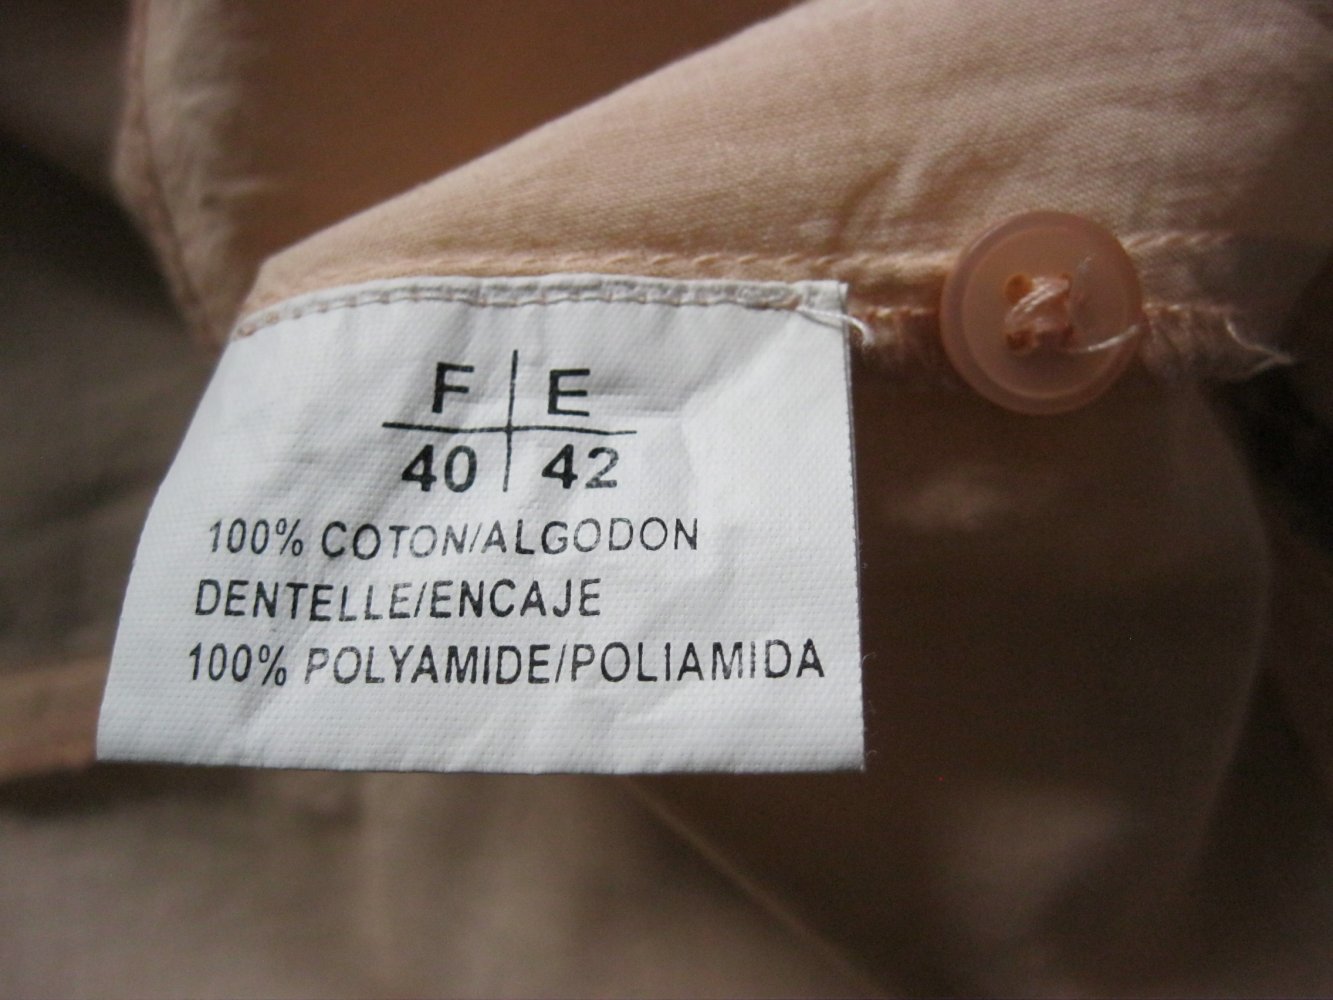 F E
40 42
100% COTON/ALGODON
DENTELLE/ENCAJE
100% POLYAMIDE/POLIAMIDA